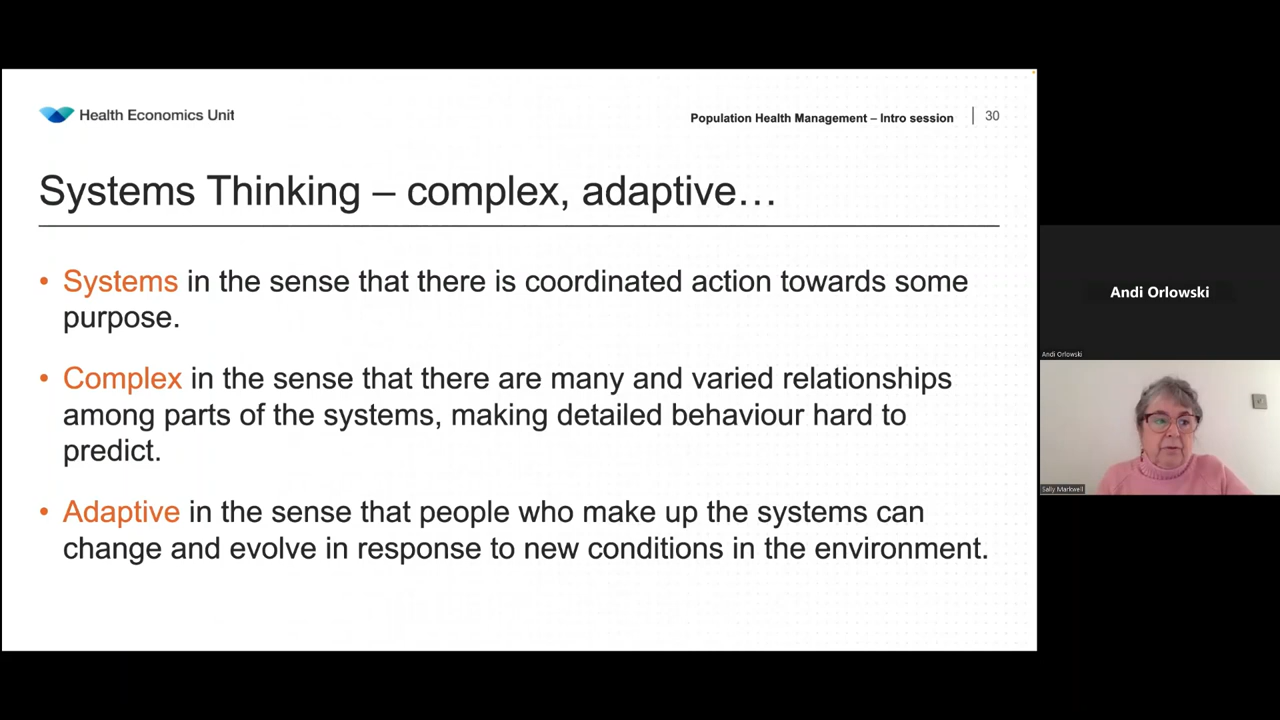 Health Economics Unit
Population Health Management – Intro session
30
Systems Thinking – complex, adaptive…
• Systems in the sense that there is coordinated action towards some
purpose.
• Complex in the sense that there are many and varied relationships
among parts of the systems, making detailed behaviour hard to
predict.
• Adaptive in the sense that people who make up the systems can
change and evolve in response to new conditions in the environment.
Andi Orlowski
Andi Orlowski
Sally Markwell